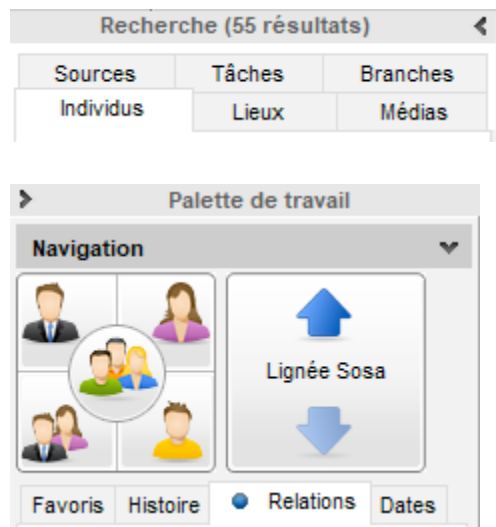 Recherche (55 résultats)
Sources Tâches Branches
Individus Lieux Médias
Palette de travail
Navigation
Lignée Sosa
Favoris Histoire Relations Dates